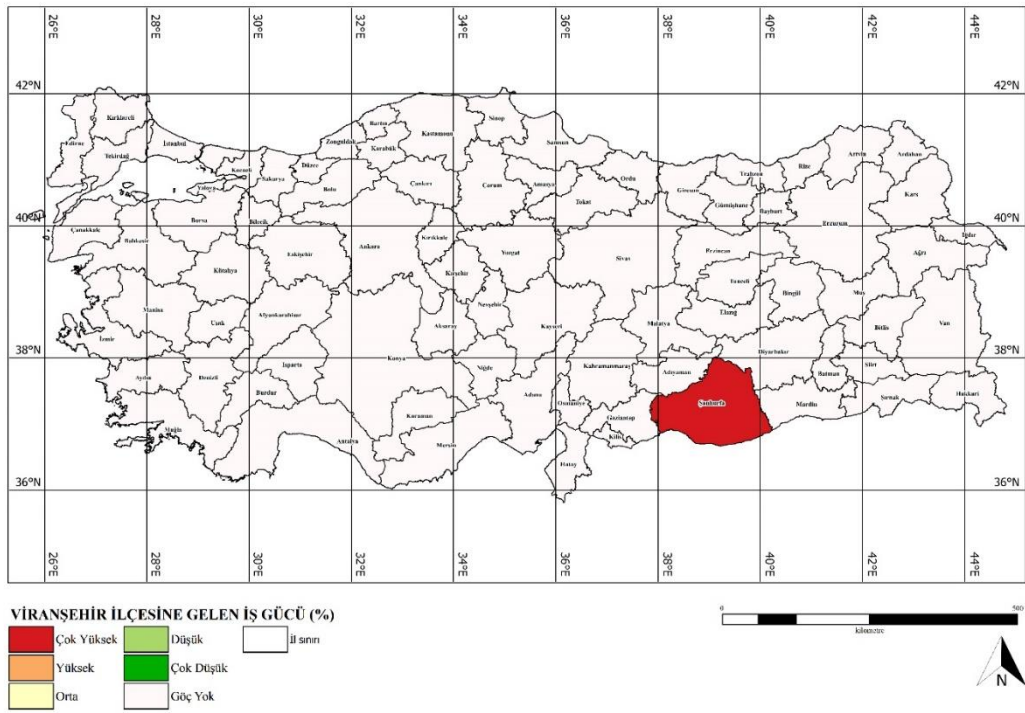 26°E 28°E 30°E 32°E 34°E 36°E 38°E 40°E 42°E 44°E
42°N 42°N
Kırklareli
Edirne
Tekirdağ
İstanbul
Kocaeli
Yalova
Sakarya
Düzce
Zonguldak
Bartın
Karabük
Kastamonu
Sinop
Samsun
Bolu
Çankırı
Çorum
Amasya
Tokat
Ordu
Giresun
Trabzon
Gümüşhane
Bayburt
Rize
Artvin
Ardahan
Kars
Erzurum
40°N 40°N
Çanakkale
Balıkesir
Bursa
Bilecik
Eskişehir
Ankara
Kırıkkale
Yozgat
Sivas
Erzincan
Tunceli
Bingöl
Muş
Ağrı
Iğdır
Kütahya
Manisa
Uşak
Afyonkarahisar
Kırşehir
Nevşehir
Kayseri
Malatya
Elazığ
Bitlis
Van
İzmir
Aksaray
Konya
38°N 38°N
Aydın
Denizli
Isparta
Burdur
Niğde
Adana
Kahramanmaraş
Adıyaman
Diyarbakır
Batman
Siirt
Şırnak
Hakkari
Mardin
Şanlıurfa
Gaziantep
Osmaniye
Kilis
Hatay
Karaman
Mersin
Antalya
Muğla
36°N 36°N
26°E 28°E 30°E 32°E 34°E 36°E 38°E 40°E 42°E 44°E
VİRANŞEHİR İLÇESİNE GELEN İŞ GÜCÜ (%)
Çok Yüksek Düşük İl sınırı
Yüksek Çok Düşük
Orta Göç Yok
0 500
kilometre
N